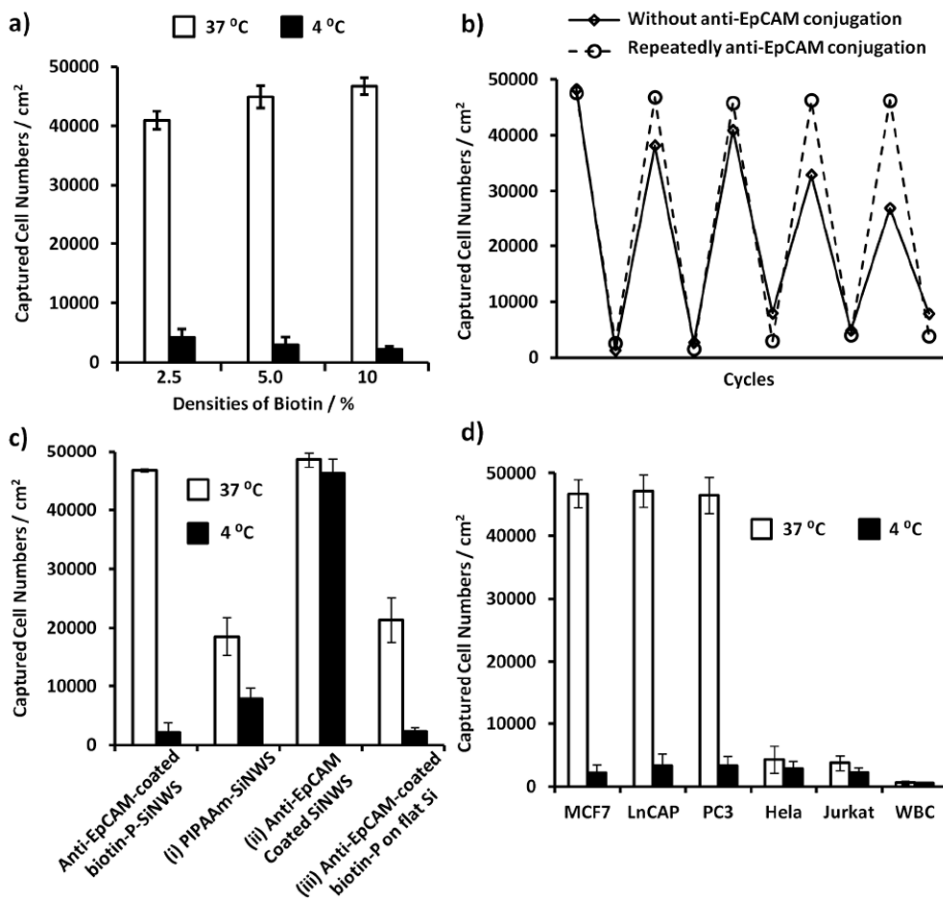 a)
37 ⁰C
4 ⁰C
Captured Cell Numbers / cm²
50000
40000
30000
20000
10000
0
2.5
5.0
10
Densities of Biotin / %
b)
Without anti-EpCAM conjugation
Repeatedly anti-EpCAM conjugation
Captured Cell Numbers / cm²
50000
40000
30000
20000
10000
0
Cycles
c)
37 ⁰C
4 ⁰C
Captured Cell Numbers / cm²
50000
40000
30000
20000
10000
0
Anti-EpCAM-coated
biotin-P-SiNWS
(i) PIPAAm-SiNWS
(ii) Anti-EpCAM
Coated SiNWS
(iii) Anti-EpCAM-coated
biotin-P on flat Si
d)
37 ⁰C
4 ⁰C
Captured Cell Numbers / cm²
50000
40000
30000
20000
10000
0
MCF7
LnCAP
PC3
Hela
Jurkat
WBC